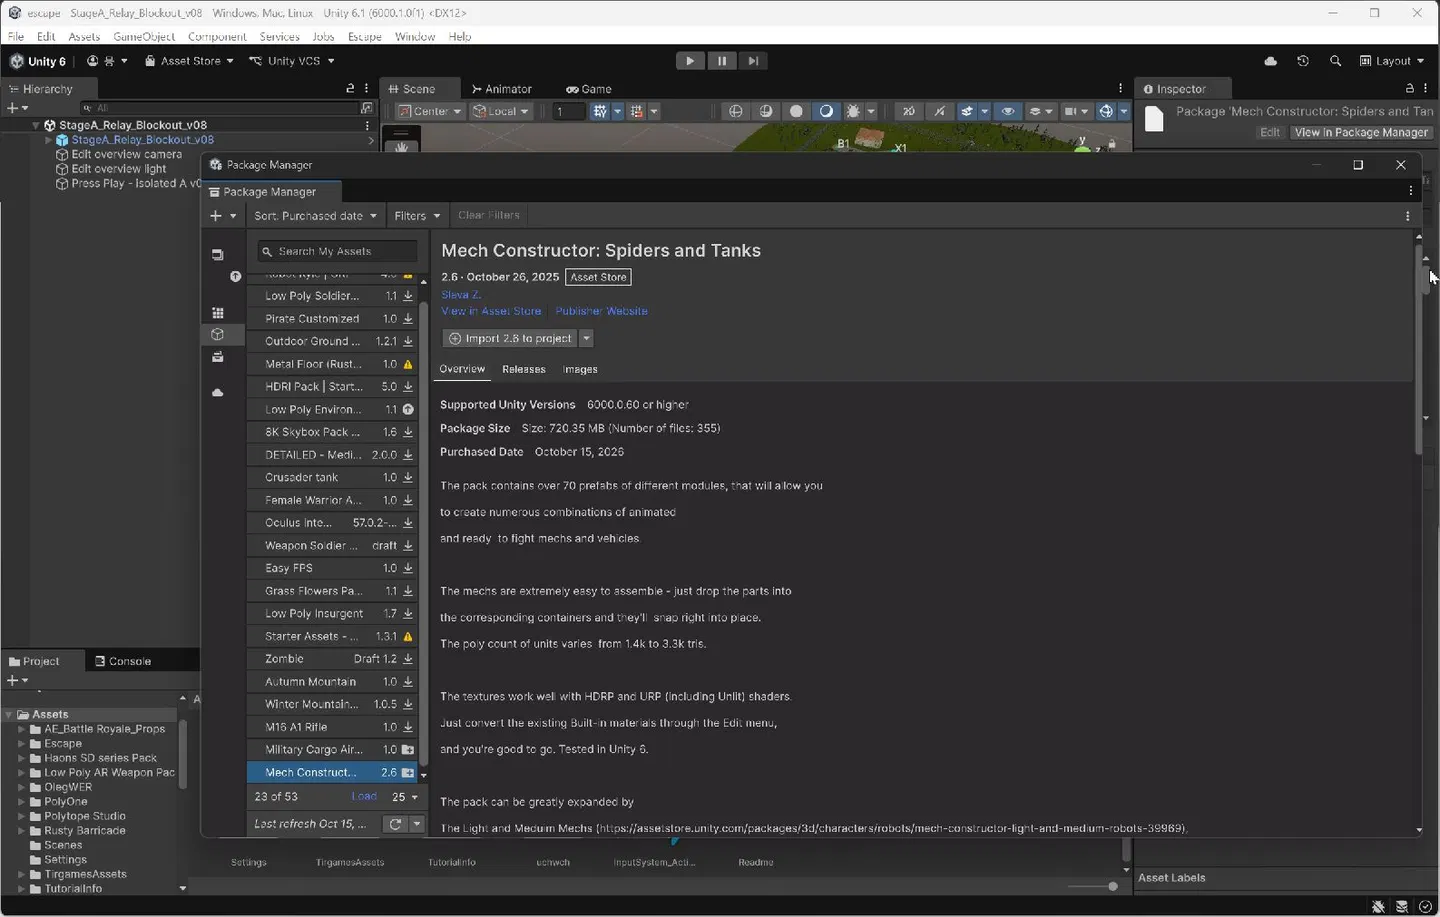 escape StageA_Relay_Blockout_v08 Windows, Mac, Linux Unity 6.1 (6000.1.0f1) <DX12>
File Edit Assets GameObject Component Services Jobs Escape Window Help
Unity 6 Asset Store Unity VCS Layout
Hierarchy Scene Animator Game Inspector
All Center Local 1 2D
Package 'Mech Constructor: Spiders and Tan
Edit View in Package Manager
StageA_Relay_Blockout_v08
StageA_Relay_Blockout_v08
Edit overview camera
Edit overview light
Press Play - Isolated A v0
B1 X1 y z
Package Manager
Package Manager
Sort: Purchased date Filters Clear Filters
Search My Assets
Low Poly Soldier... 1.1
Pirate Customized 1.0
Outdoor Ground ... 1.2.1
Metal Floor (Rust... 1.0
HDRI Pack | Start... 5.0
Low Poly Environ... 1.1
8K Skybox Pack ... 1.6
DETAILED - Medi... 2.0.0
Crusader tank 1.0
Female Warrior A... 1.0
Oculus Inte... 57.0.2-...
Weapon Soldier ... draft
Easy FPS 1.0
Grass Flowers Pa... 1.1
Low Poly Insurgent 1.7
Starter Assets - ... 1.3.1
Zombie Draft 1.2
Autumn Mountain 1.0
Winter Mountain... 1.0.5
M16 A1 Rifle 1.0
Military Cargo Air... 1.0
Mech Construct... 2.6
23 of 53 Load 25
Last refresh Oct 15, ...
Mech Constructor: Spiders and Tanks
2.6 · October 26, 2025 Asset Store
Slava Z.
View in Asset Store Publisher Website
Import 2.6 to project
Overview Releases Images
Supported Unity Versions 6000.0.60 or higher
Package Size Size: 720.35 MB (Number of files: 355)
Purchased Date October 15, 2026
The pack contains over 70 prefabs of different modules, that will allow you
to create numerous combinations of animated
and ready to fight mechs and vehicles.
The mechs are extremely easy to assemble - just drop the parts into
the corresponding containers and they'll snap right into place.
The poly count of units varies from 1.4k to 3.3k tris.
The textures work well with HDRP and URP (including Unlit) shaders.
Just convert the existing Built-in materials through the Edit menu,
and you're good to go. Tested in Unity 6.
The pack can be greatly expanded by
The Light and Medium Mechs (https://assetstore.unity.com/packages/3d/characters/robots/mech-constructor-light-and-medium-robots-39969),
Project Console
Assets
AE_Battle Royale_Props
Escape
Haons SD series Pack
Low Poly AR Weapon Pac
OlegWER
PolyOne
Polytope Studio
Rusty Barricade
Scenes
Settings
TirgamesAssets
TutorialInfo
Settings TirgamesAssets TutorialInfo uchwch InputSystem_Acti... Readme
Asset Labels